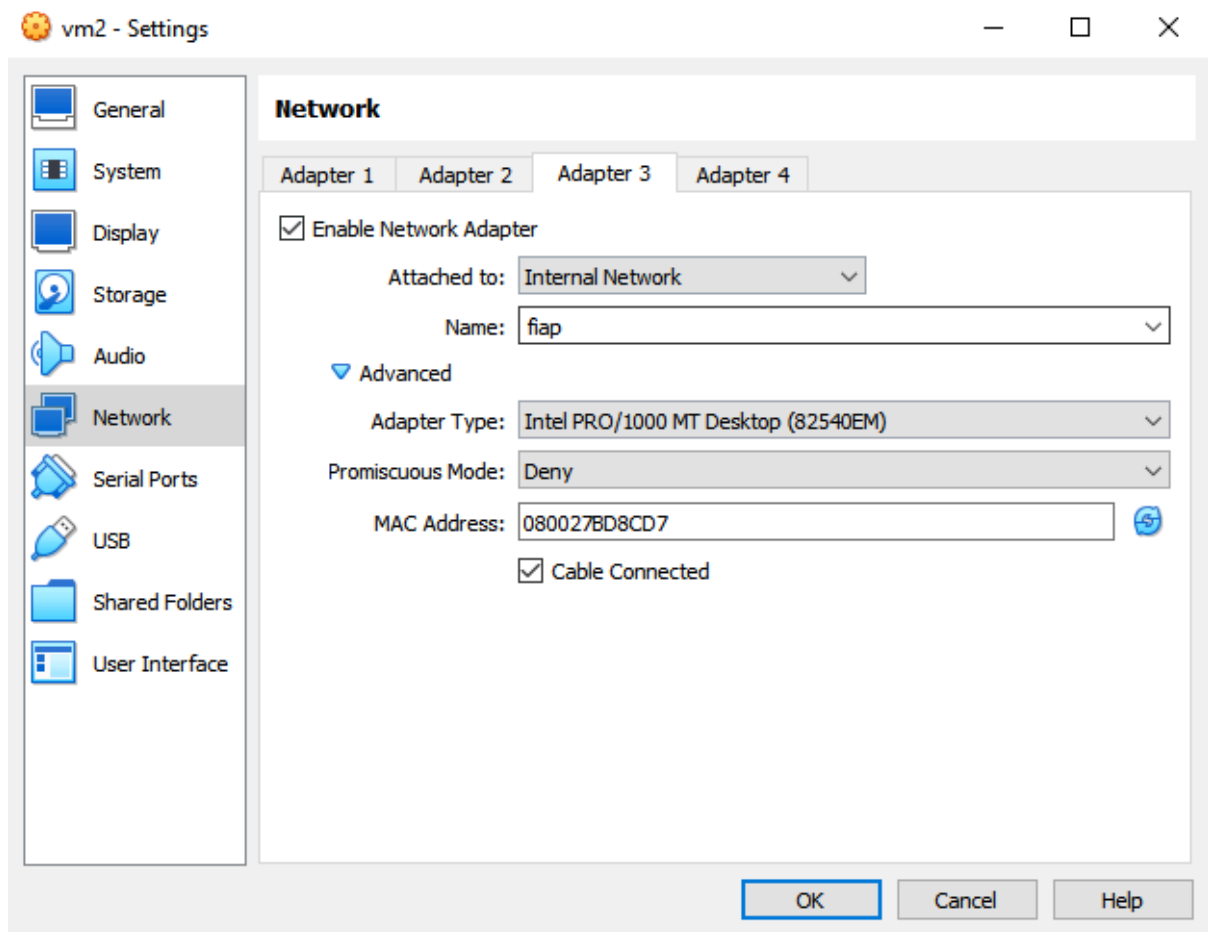 vm2 - Settings
General
System
Display
Storage
Audio
Network
Serial Ports
USB
Shared Folders
User Interface
Network
Adapter 1 Adapter 2 Adapter 3 Adapter 4
Enable Network Adapter
Attached to: Internal Network
Name: fiap
Advanced
Adapter Type: Intel PRO/1000 MT Desktop (82540EM)
Promiscuous Mode: Deny
MAC Address: 080027BD8CD7
Cable Connected
OK Cancel Help